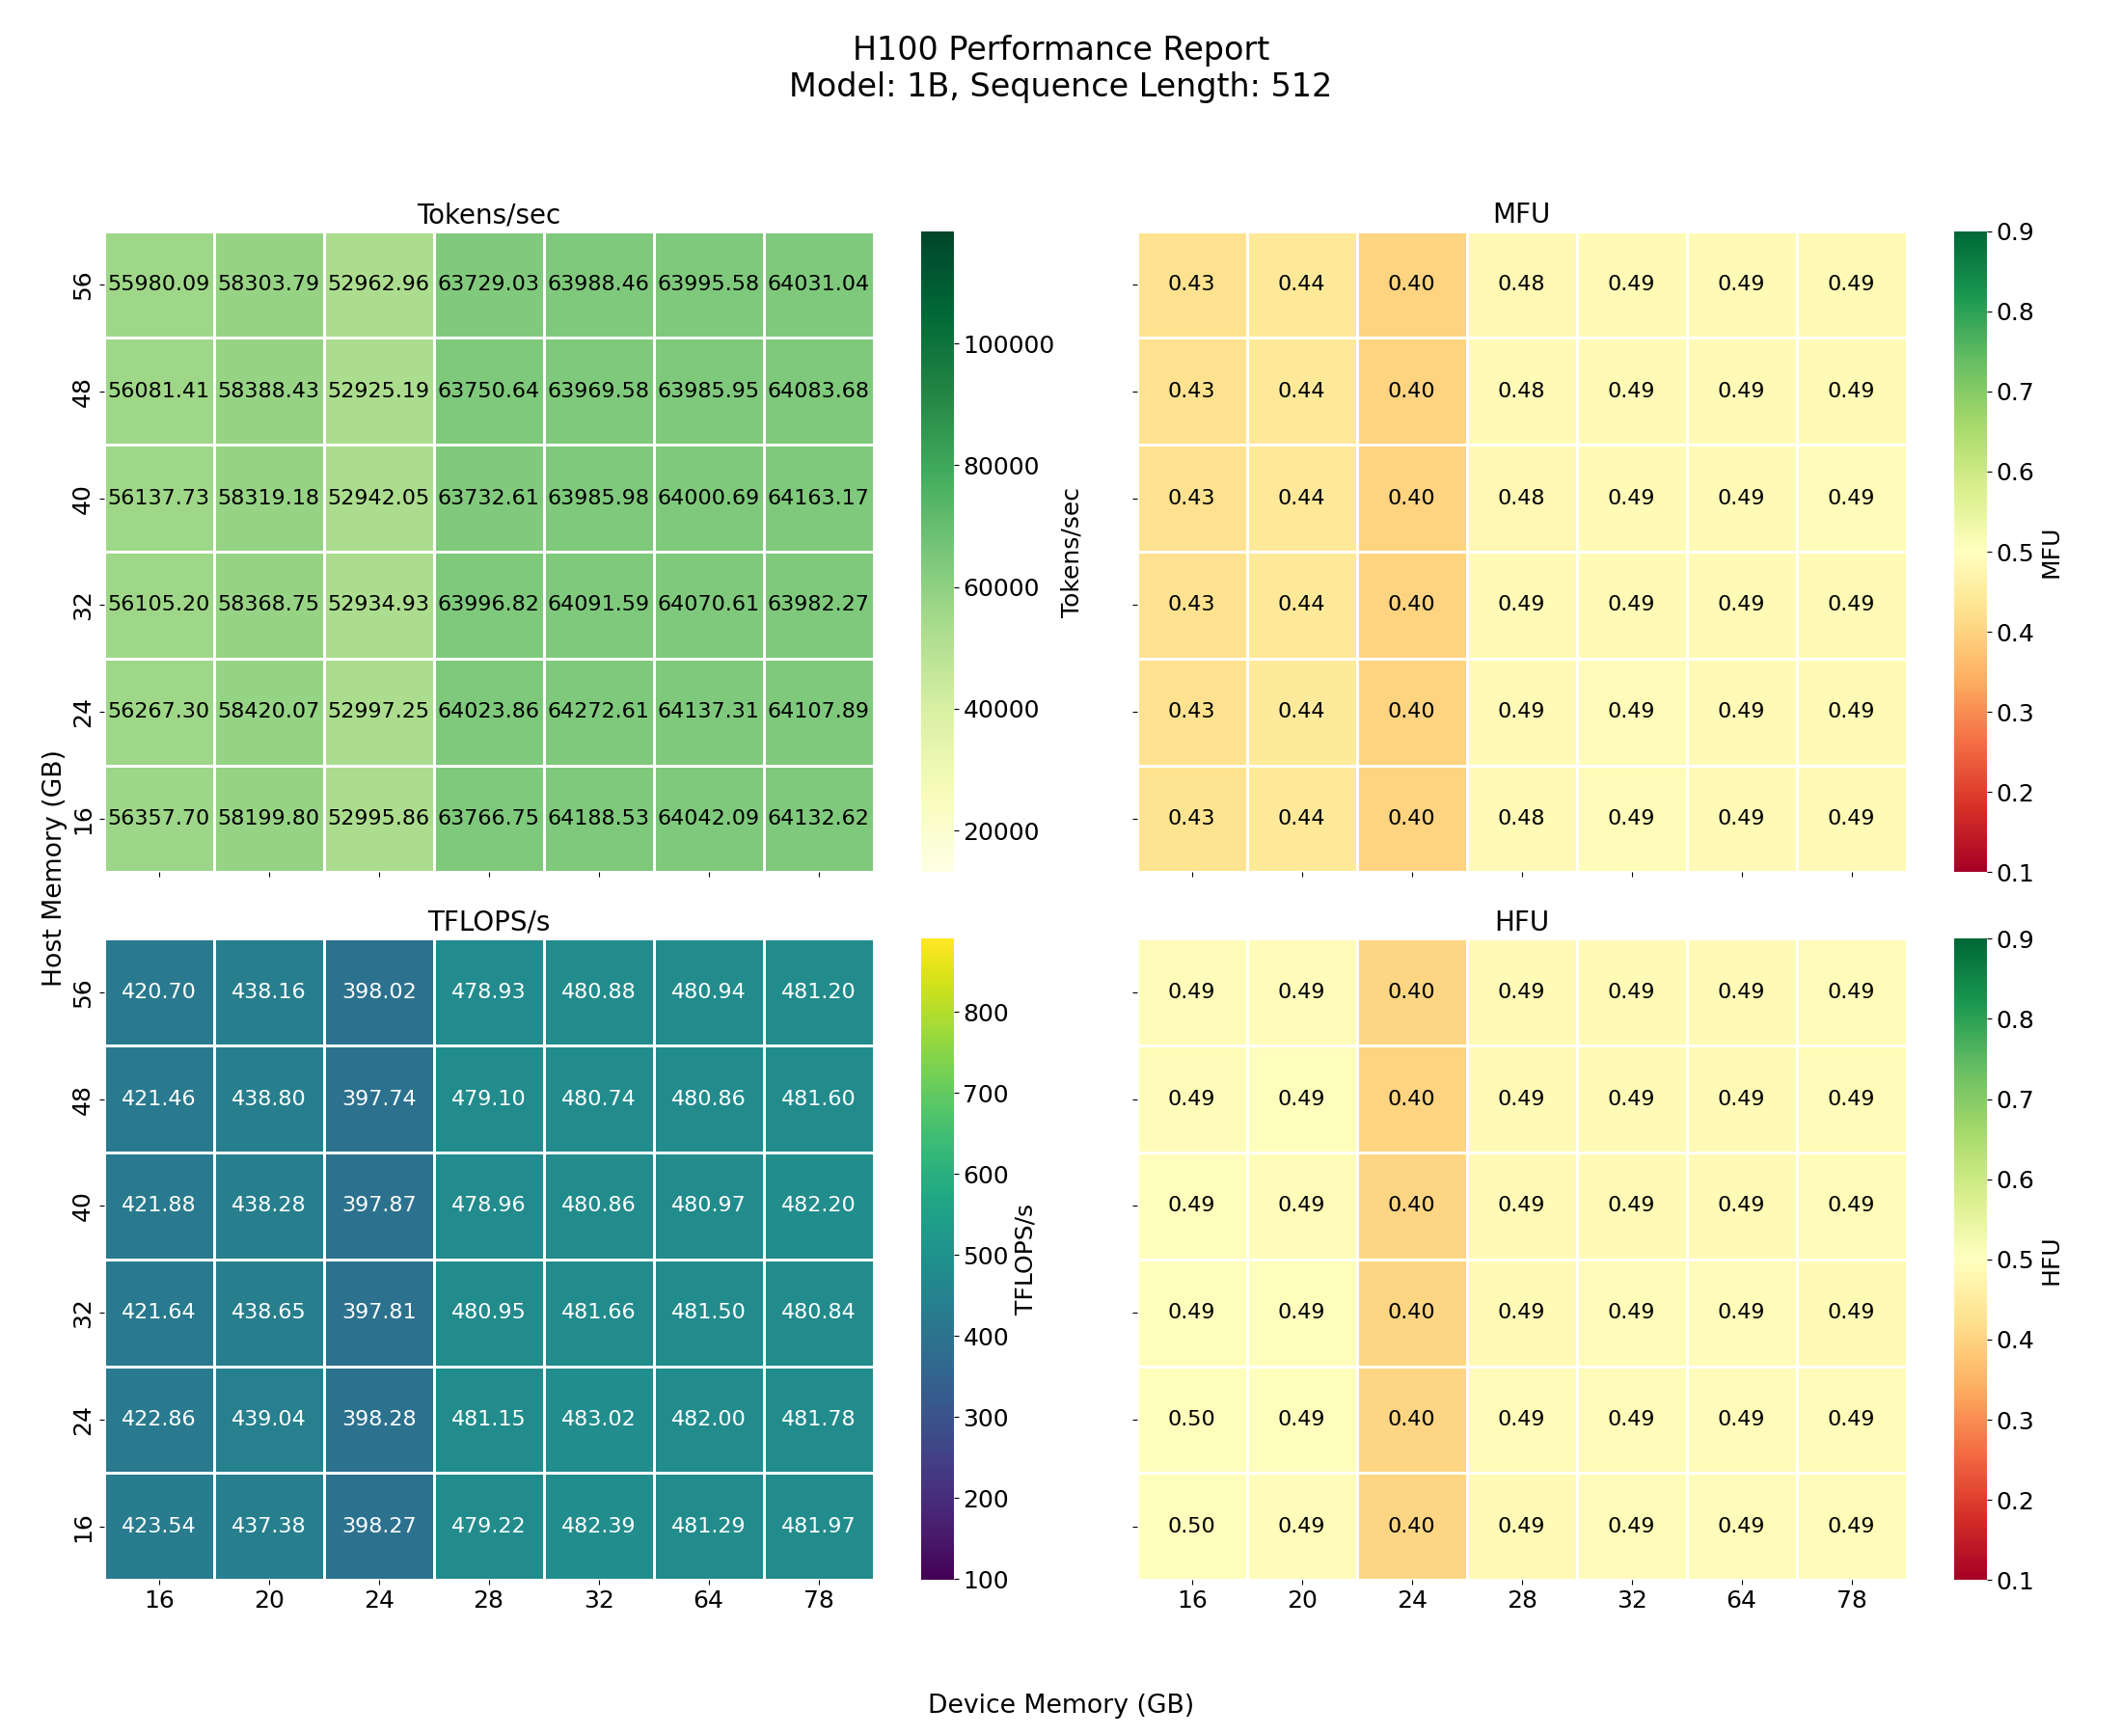 H100 Performance Report
Model: 1B, Sequence Length: 512
Tokens/sec
56 55980.09 58303.79 52962.96 63729.03 63988.46 63995.58 64031.04
48 56081.41 58388.43 52925.19 63750.64 63969.58 63985.95 64083.68
40 56137.73 58319.18 52942.05 63732.61 63985.98 64000.69 64163.17
32 56105.20 58368.75 52934.93 63996.82 64091.59 64070.61 63982.27
24 56267.30 58420.07 52997.25 64023.86 64272.61 64137.31 64107.89
16 56357.70 58199.80 52995.86 63766.75 64188.53 64042.09 64132.62
100000
80000
60000
40000
20000
Tokens/sec
MFU
0.43 0.44 0.40 0.48 0.49 0.49 0.49
0.43 0.44 0.40 0.48 0.49 0.49 0.49
0.43 0.44 0.40 0.48 0.49 0.49 0.49
0.43 0.44 0.40 0.49 0.49 0.49 0.49
0.43 0.44 0.40 0.49 0.49 0.49 0.49
0.43 0.44 0.40 0.48 0.49 0.49 0.49
0.9
0.8
0.7
0.6
0.5
0.4
0.3
0.2
0.1
MFU
Host Memory (GB)
TFLOPS/s
56 420.70 438.16 398.02 478.93 480.88 480.94 481.20
48 421.46 438.80 397.74 479.10 480.74 480.86 481.60
40 421.88 438.28 397.87 478.96 480.86 480.97 482.20
32 421.64 438.65 397.81 480.95 481.66 481.50 480.84
24 422.86 439.04 398.28 481.15 483.02 482.00 481.78
16 423.54 437.38 398.27 479.22 482.39 481.29 481.97
16 20 24 28 32 64 78
800
700
600
500
400
300
200
100
TFLOPS/s
HFU
0.49 0.49 0.40 0.49 0.49 0.49 0.49
0.49 0.49 0.40 0.49 0.49 0.49 0.49
0.49 0.49 0.40 0.49 0.49 0.49 0.49
0.49 0.49 0.40 0.49 0.49 0.49 0.49
0.50 0.49 0.40 0.49 0.49 0.49 0.49
0.50 0.49 0.40 0.49 0.49 0.49 0.49
16 20 24 28 32 64 78
0.9
0.8
0.7
0.6
0.5
0.4
0.3
0.2
0.1
HFU
Device Memory (GB)